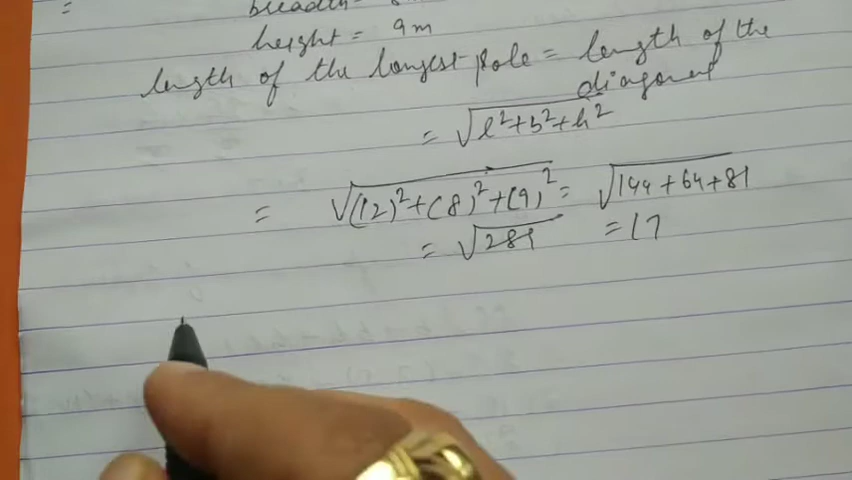 = breadth =
height = 9m
length of the longest pole = length of the
diagonal
= √l²+b²+h²
= √(12)²+(8)²+(9)² = √144+64+81
= √289 = 17